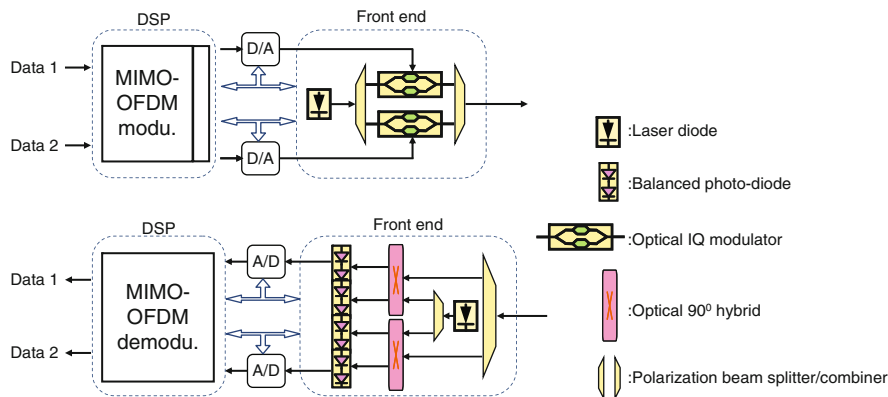 DSP
Front end
Data 1
D/A
MIMO-
OFDM
modu.
Data 2
D/A
:Laser diode
:Balanced photo-diode
DSP
Front end
:Optical IQ modulator
Data 1
A/D
MIMO-
OFDM
demodu.
:Optical 90⁰ hybrid
Data 2
A/D
:Polarization beam splitter/combiner